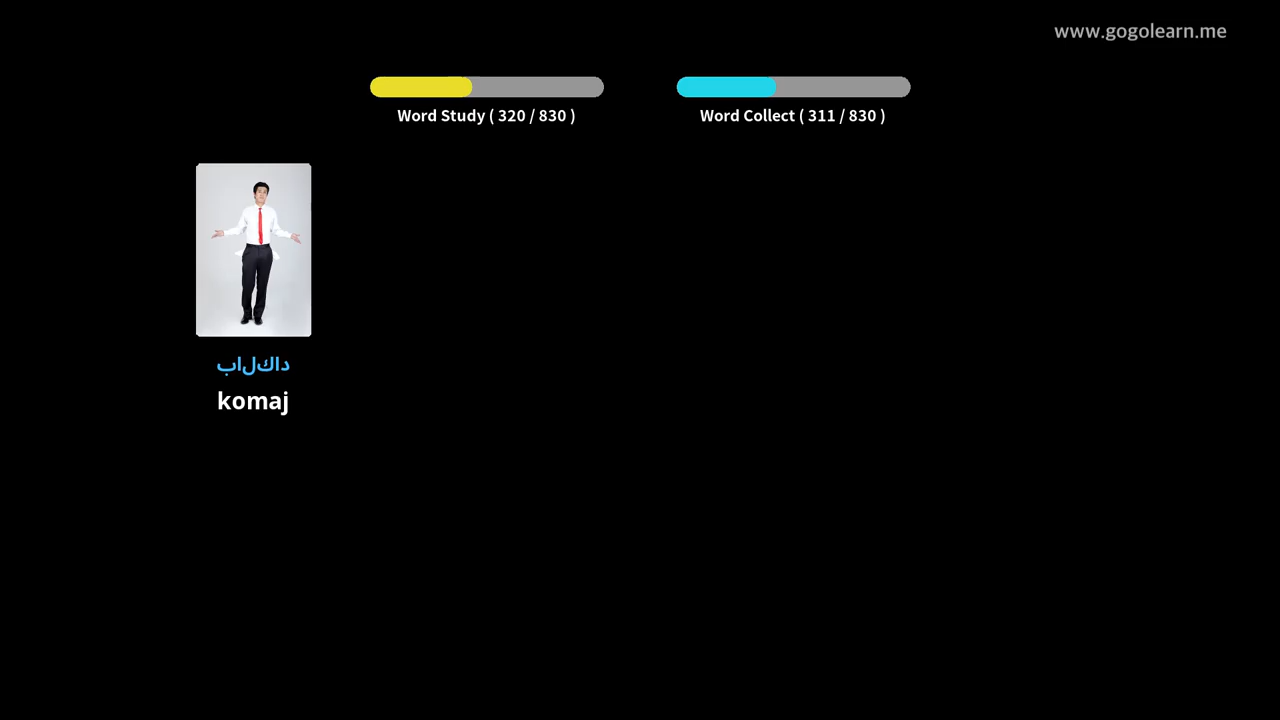 www.gogolearn.me
Word Study ( 320 / 830 )
Word Collect ( 311 / 830 )
داكلاب
komaj